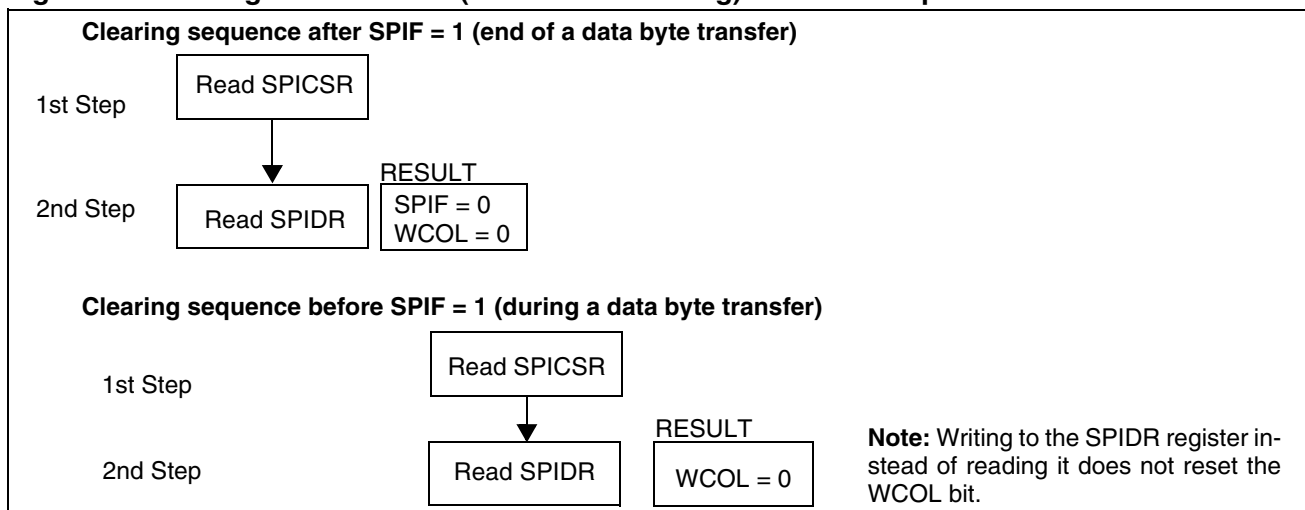 Clearing sequence after SPIF = 1 (end of a data byte transfer)
1st Step
Read SPICSR
RESULT
2nd Step
Read SPIDR
SPIF = 0
WCOL = 0
Clearing sequence before SPIF = 1 (during a data byte transfer)
1st Step
Read SPICSR
RESULT
2nd Step
Read SPIDR
WCOL = 0
Note: Writing to the SPIDR register in-
stead of reading it does not reset the
WCOL bit.